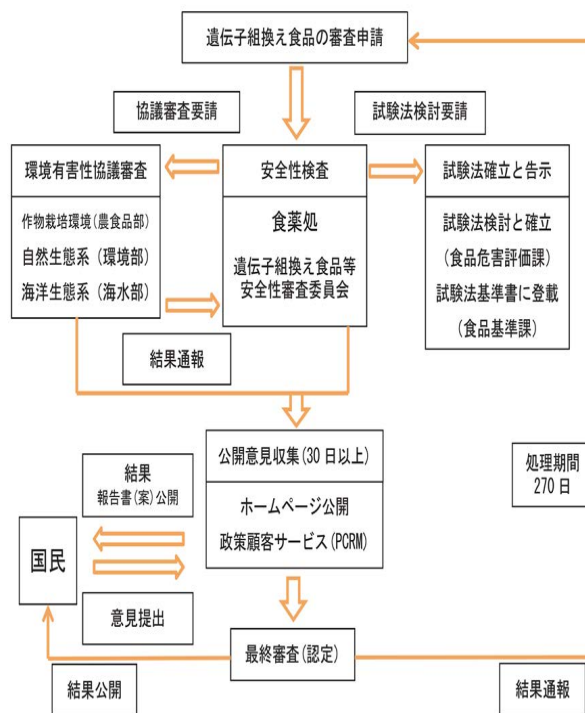 遺伝子組換え食品の審査申請
協議審査要請
試験法検討要請
環境有害性協議審査
作物栽培環境(農食品部)
自然生態系(環境部)
海洋生態系(海水部)
安全性検査
食薬処
遺伝子組換え食品等
安全性審査委員会
試験法確立と告示
試験法検討と確立
(食品危害評価課)
試験法基準書に登載
(食品基準課)
結果通報
公開意見収集(30日以上)
ホームページ公開
政策顧客サービス(PCRM)
処理期間
270日
結果
報告書(案)公開
国民
意見提出
最終審査(認定)
結果公開
結果通報